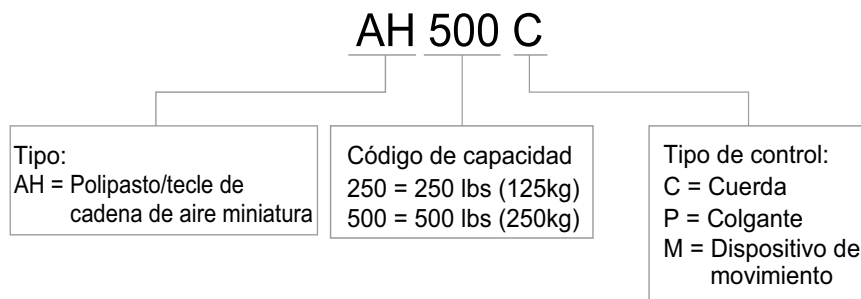 AH 500 C
Tipo:
AH = Polipasto/tecle de
cadena de aire miniatura
Código de capacidad
250 = 250 lbs (125kg)
500 = 500 lbs (250kg)
Tipo de control:
C = Cuerda
P = Colgante
M = Dispositivo de
movimiento